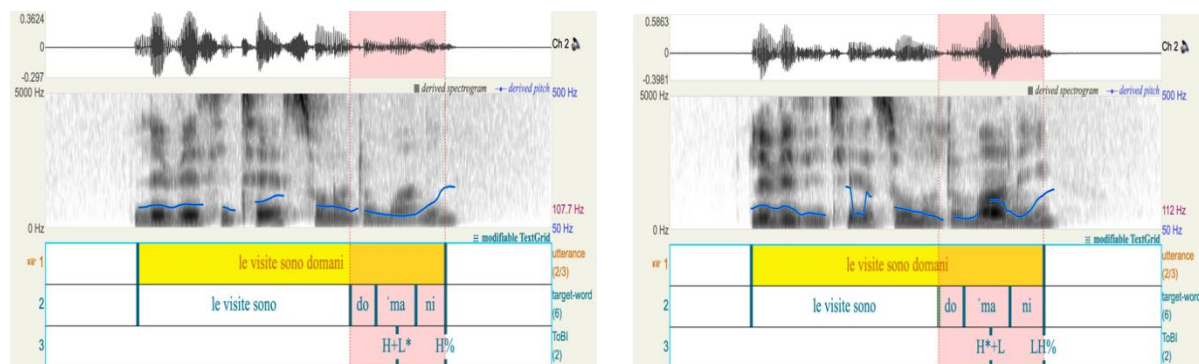 0.3624
0
-0.297
5000 Hz
0 Hz
Ch 2
derived spectrogram
derived pitch
500 Hz
107.7 Hz
50 Hz
modifiable TextGrid
1
le visite sono domani
utterance
(2/3)
2
le visite sono
do
'ma
ni
target-word
(6)
3
H+L*
H%
ToBI
(2)
0.5863
0
-0.3981
5000 Hz
0 Hz
Ch 2
derived spectrogram
derived pitch
500 Hz
112 Hz
50 Hz
modifiable TextGrid
1
le visite sono domani
utterance
(2/3)
2
le visite sono
do
'ma
ni
target-word
(6)
3
H*+L
LH%
ToBI
(2)